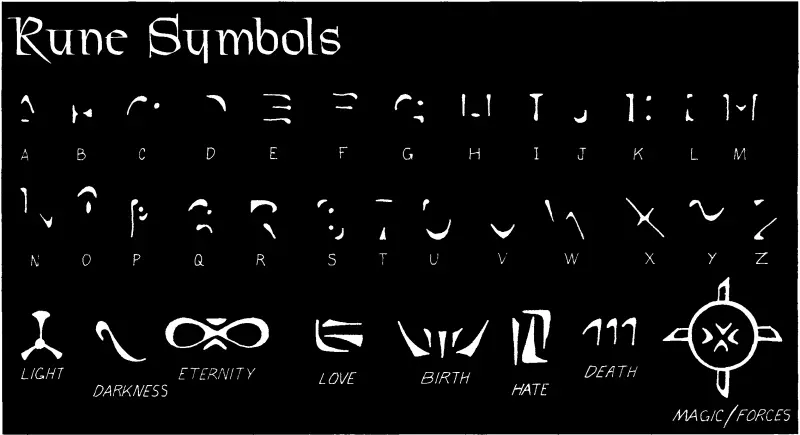 Rune Symbols
A B C D E F G H I J K L M
N O P Q R S T U V W X Y Z
LIGHT DARKNESS ETERNITY LOVE BIRTH HATE DEATH MAGIC/FORCES